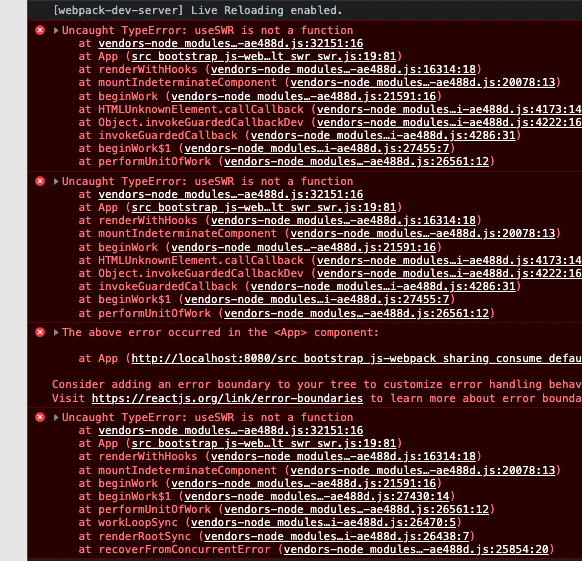 [webpack-dev-server] Live Reloading enabled.
Uncaught TypeError: useSWR is not a function
at vendors-node_modules…-ae488d.js:32151:16
at App (src_bootstrap_js-web…lt_swr_swr.js:19:81)
at renderWithHooks (vendors-node_modules…-ae488d.js:16314:18)
at mountIndeterminateComponent (vendors-node_modules…-ae488d.js:20078:13)
at beginWork (vendors-node_modules…-ae488d.js:21591:16)
at HTMLUnknownElement.callCallback (vendors-node_modules…i-ae488d.js:4173:14
at Object.invokeGuardedCallbackDev (vendors-node_modules…i-ae488d.js:4222:16
at invokeGuardedCallback (vendors-node_modules…i-ae488d.js:4286:31)
at beginWork$1 (vendors-node_modules…i-ae488d.js:27455:7)
at performUnitOfWork (vendors-node_modules…-ae488d.js:26561:12)
Uncaught TypeError: useSWR is not a function
at vendors-node_modules…-ae488d.js:32151:16
at App (src_bootstrap_js-web…lt_swr_swr.js:19:81)
at renderWithHooks (vendors-node_modules…-ae488d.js:16314:18)
at mountIndeterminateComponent (vendors-node_modules…-ae488d.js:20078:13)
at beginWork (vendors-node_modules…-ae488d.js:21591:16)
at HTMLUnknownElement.callCallback (vendors-node_modules…i-ae488d.js:4173:14
at Object.invokeGuardedCallbackDev (vendors-node_modules…i-ae488d.js:4222:16
at invokeGuardedCallback (vendors-node_modules…i-ae488d.js:4286:31)
at beginWork$1 (vendors-node_modules…i-ae488d.js:27455:7)
at performUnitOfWork (vendors-node_modules…-ae488d.js:26561:12)
The above error occurred in the <App> component:
at App (http://localhost:8080/src_bootstrap_js-webpack_sharing_consume_defau
Consider adding an error boundary to your tree to customize error handling behav
Visit https://reactjs.org/link/error-boundaries to learn more about error bounda
Uncaught TypeError: useSWR is not a function
at vendors-node_modules…-ae488d.js:32151:16
at App (src_bootstrap_js-web…lt_swr_swr.js:19:81)
at renderWithHooks (vendors-node_modules…-ae488d.js:16314:18)
at mountIndeterminateComponent (vendors-node_modules…-ae488d.js:20078:13)
at beginWork (vendors-node_modules…-ae488d.js:21591:16)
at beginWork$1 (vendors-node_modules…-ae488d.js:27430:14)
at performUnitOfWork (vendors-node_modules…-ae488d.js:26561:12)
at workLoopSync (vendors-node_modules…i-ae488d.js:26470:5)
at renderRootSync (vendors-node_modules…i-ae488d.js:26438:7)
at recoverFromConcurrentError (vendors-node_modules…-ae488d.js:25854:20)